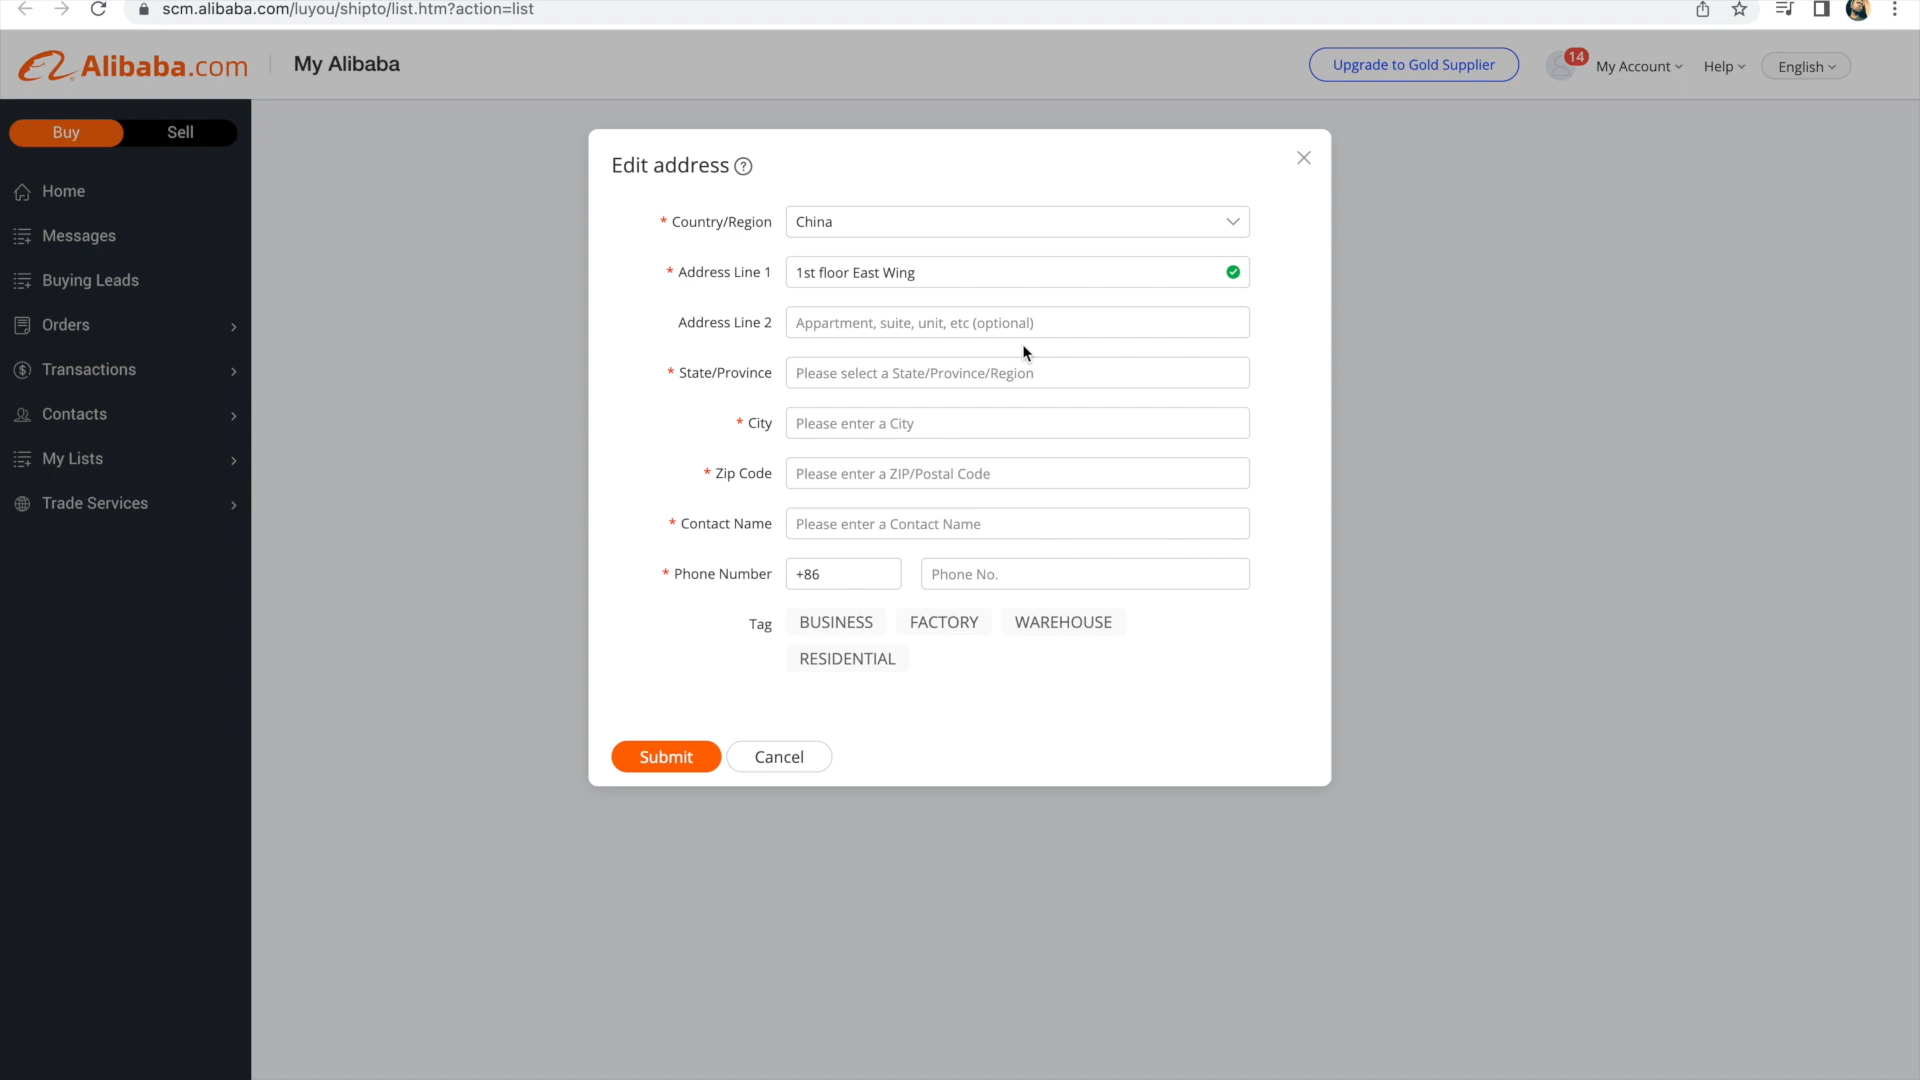 scm.alibaba.com/luyou/shipto/list.htm?action=list
Alibaba.com
My Alibaba
Upgrade to Gold Supplier
14
My Account
Help
English
Buy
Sell
Home
Messages
Buying Leads
Orders
Transactions
Contacts
My Lists
Trade Services
Edit address ?
* Country/Region
China
* Address Line 1
1st floor East Wing
Address Line 2
Appartment, suite, unit, etc (optional)
* State/Province
Please select a State/Province/Region
* City
Please enter a City
* Zip Code
Please enter a ZIP/Postal Code
* Contact Name
Please enter a Contact Name
* Phone Number
+86
Phone No.
Tag
BUSINESS
FACTORY
WAREHOUSE
RESIDENTIAL
Submit
Cancel